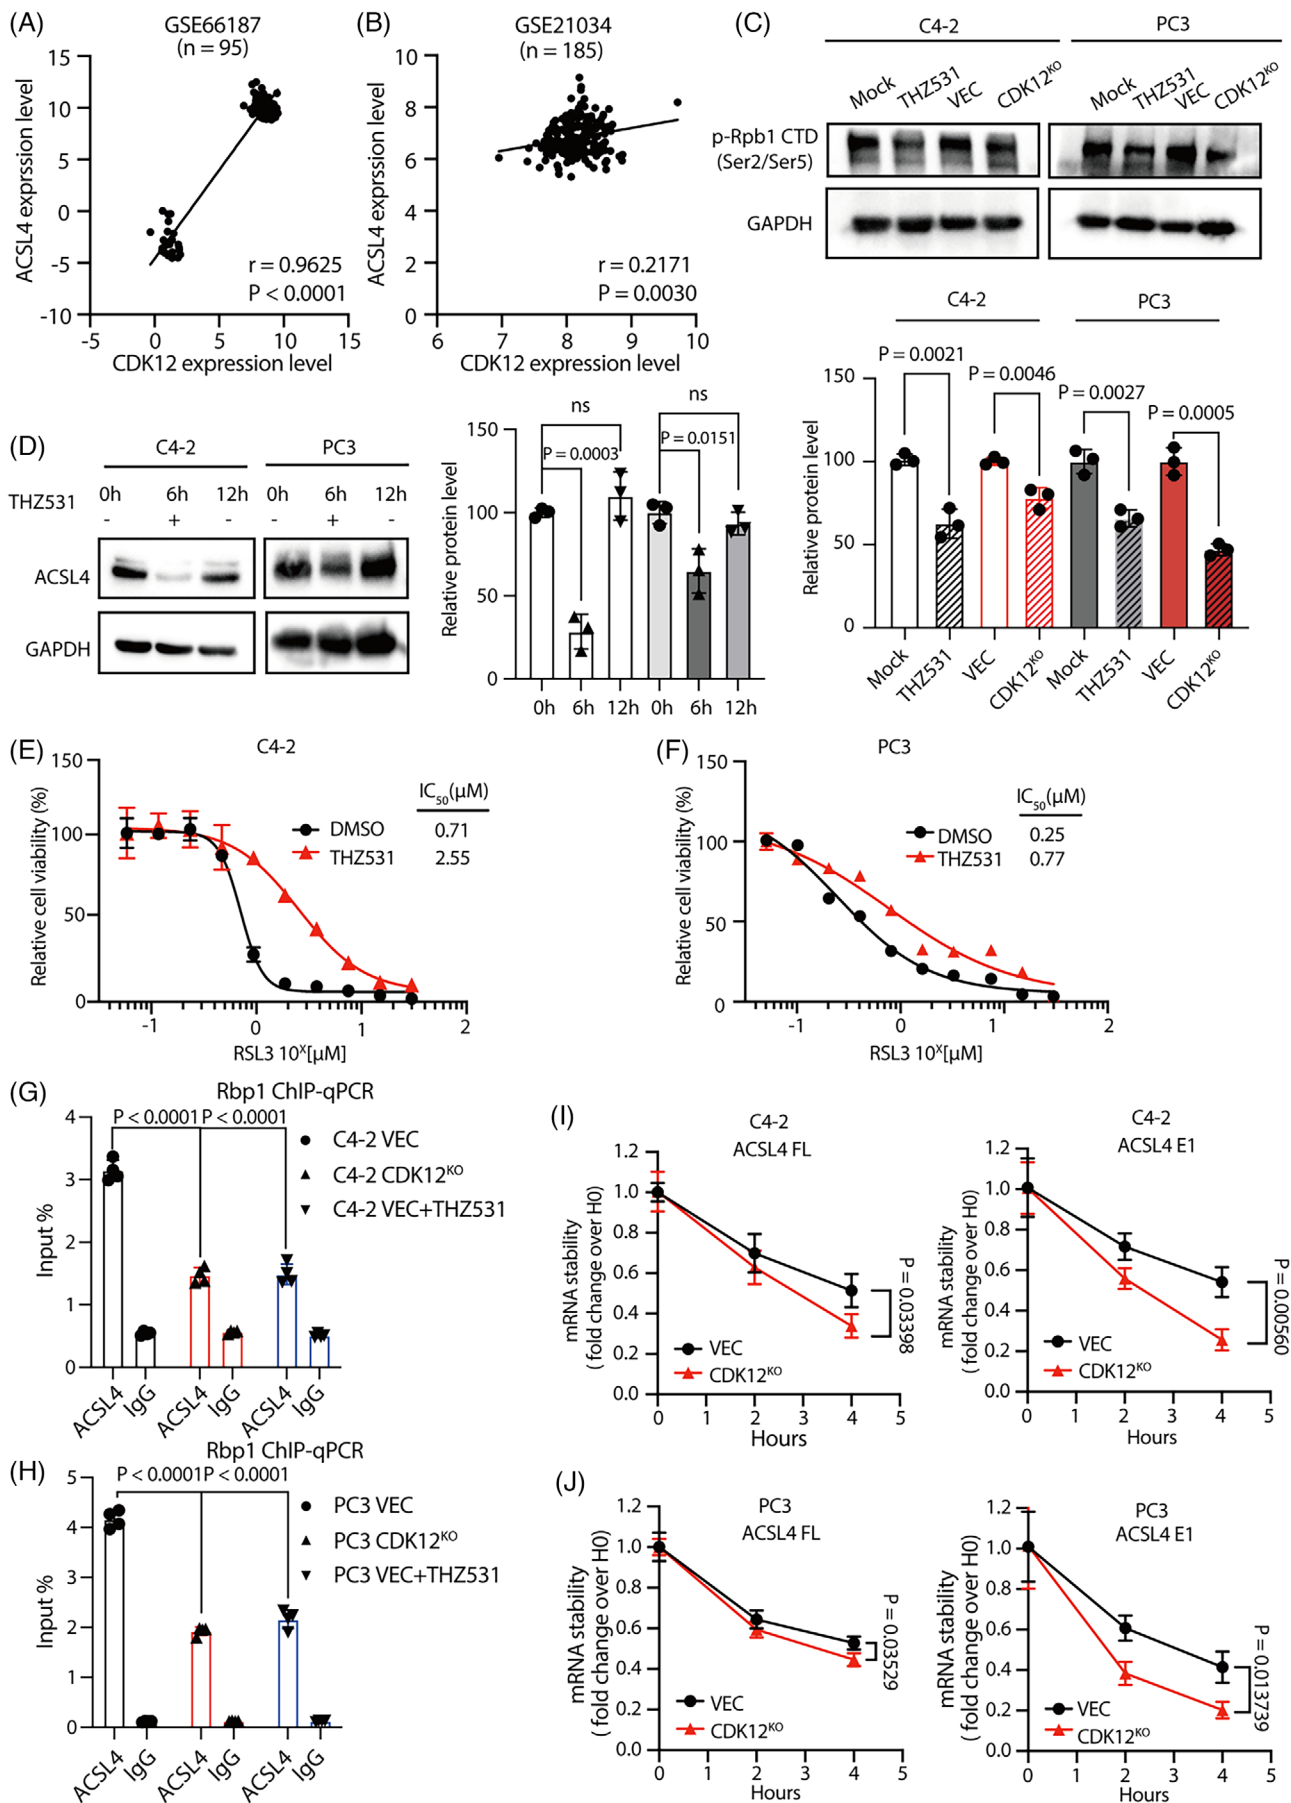 (A)
GSE66187
(n = 95)
ACSL4 exprssion level
15
10
5
0
-5
-10
-5 0 5 10 15
r = 0.9625
P < 0.0001
CDK12 expression level
(B)
GSE21034
(n = 185)
ACSL4 exprssion level
10
8
6
4
2
0
6 7 8 9 10
r = 0.2171
P = 0.0030
CDK12 expression level
(C)
C4-2 PC3
Mock THZ531 VEC CDK12KO Mock THZ531 VEC CDK12KO
p-Rpb1 CTD
(Ser2/Ser5)
GAPDH
C4-2 PC3
P = 0.0021
P = 0.0046
P = 0.0027
P = 0.0005
Relative protein level
150
100
50
0
Mock THZ531 VEC CDK12KO Mock THZ531 VEC CDK12KO
(D)
C4-2 PC3
0h 6h 12h 0h 6h 12h
THZ531
- + - - + -
ACSL4
GAPDH
Relative protein level
150
100
50
0
ns ns
P = 0.0003 P = 0.0151
0h 6h 12h 0h 6h 12h
(E)
C4-2
Relative cell viability (%)
150
100
50
0
IC50(μM)
DMSO 0.71
THZ531 2.55
-1 0 1 2
RSL3 10X[μM]
(F)
PC3
Relative cell viability (%)
150
100
50
0
IC50(μM)
DMSO 0.25
THZ531 0.77
-1 0 1 2
RSL3 10X[μM]
(G)
Rbp1 ChIP-qPCR
P < 0.0001 P < 0.0001
Input %
4
3
2
1
0
C4-2 VEC
C4-2 CDK12KO
C4-2 VEC+THZ531
ACSL4 IgG ACSL4 IgG ACSL4 IgG
(H)
Rbp1 ChIP-qPCR
P < 0.0001 P < 0.0001
Input %
5
4
3
2
1
0
PC3 VEC
PC3 CDK12KO
PC3 VEC+THZ531
ACSL4 IgG ACSL4 IgG ACSL4 IgG
(I)
C4-2
ACSL4 FL
mRNA stability
( fold change over H0)
1.2
1.0
0.8
0.6
0.4
0.2
0.0
P = 0.03398
VEC
CDK12KO
0 1 2 3 4 5
Hours
C4-2
ACSL4 E1
mRNA stability
( fold change over H0)
1.2
1.0
0.8
0.6
0.4
0.2
0.0
P = 0.00560
VEC
CDK12KO
0 1 2 3 4 5
Hours
(J)
PC3
ACSL4 FL
mRNA stability
( fold change over H0)
1.2
1.0
0.8
0.6
0.4
0.2
0.0
P = 0.03529
VEC
CDK12KO
0 1 2 3 4 5
Hours
PC3
ACSL4 E1
mRNA stability
( fold change over H0)
1.2
1.0
0.8
0.6
0.4
0.2
0.0
P = 0.013739
VEC
CDK12KO
0 1 2 3 4 5
Hours